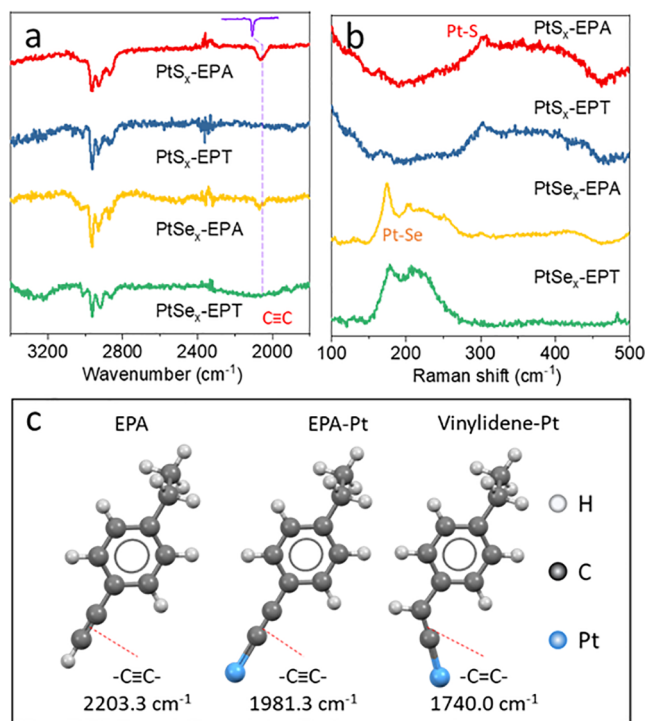 a
PtSₓ-EPA
PtSₓ-EPT
PtSeₓ-EPA
PtSeₓ-EPT
C≡C
3200 2800 2400 2000
Wavenumber (cm⁻¹)
b
Pt-S
PtSₓ-EPA
PtSₓ-EPT
PtSeₓ-EPA
Pt-Se
PtSeₓ-EPT
100 200 300 400 500
Raman shift (cm⁻¹)
c
EPA EPA-Pt Vinylidene-Pt
H
C
Pt
-C≡C- -C≡C- -C=C-
2203.3 cm⁻¹ 1981.3 cm⁻¹ 1740.0 cm⁻¹